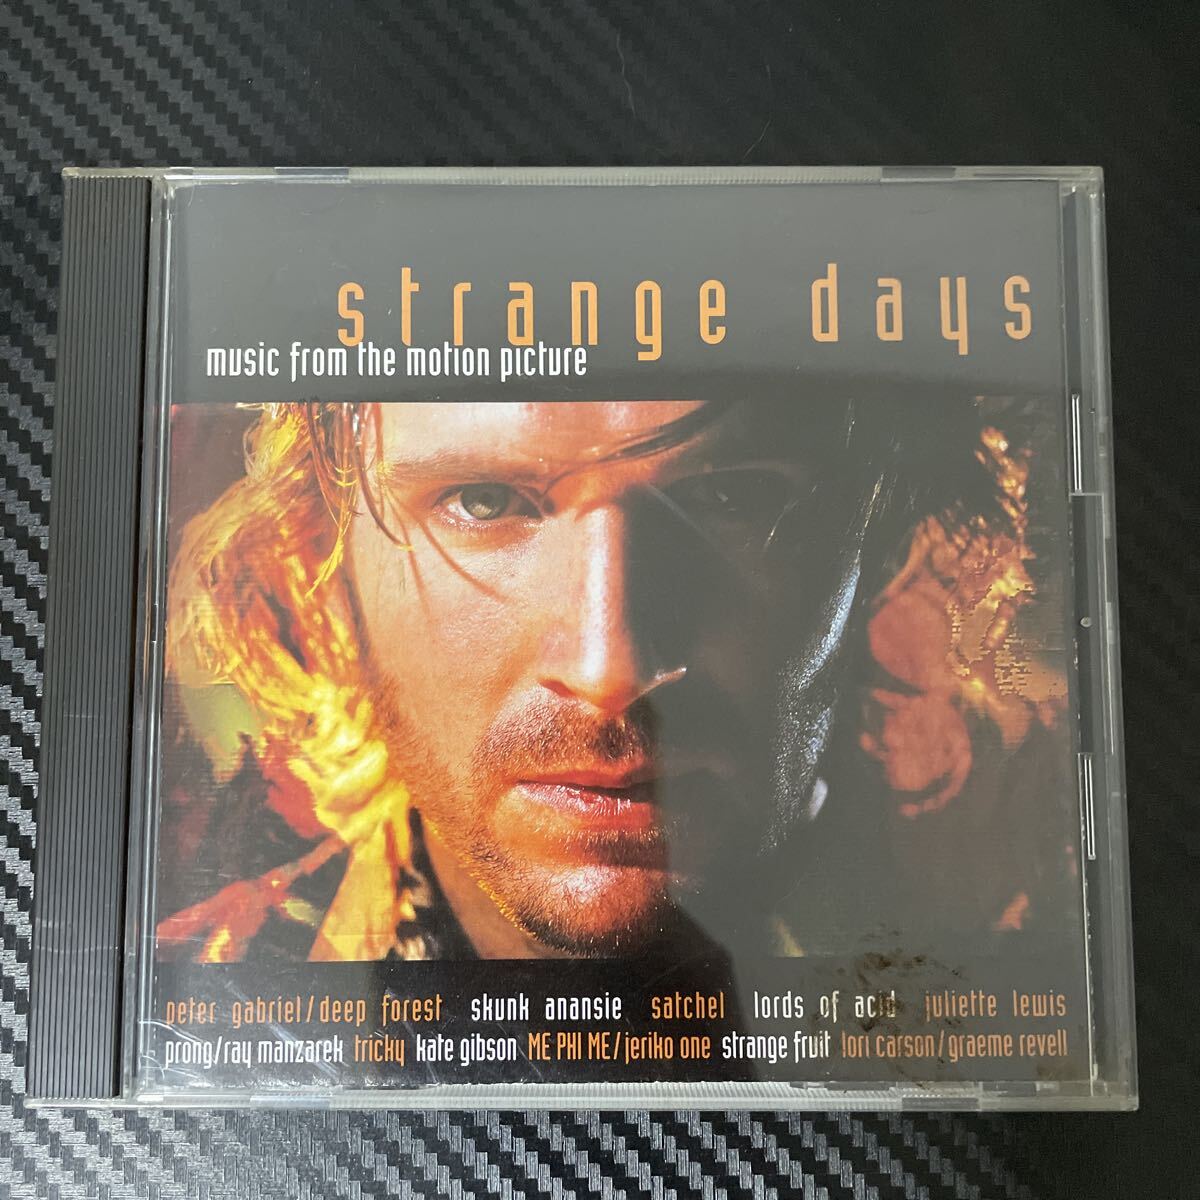 strange days
music from the motion picture
peter gabriel/deep forest skunk anansie satchel lords of acid juliette lewis
prong/ray manzarek tricky kate gibson ME PHI ME/jeriko one strange fruit lori carson/graeme revell